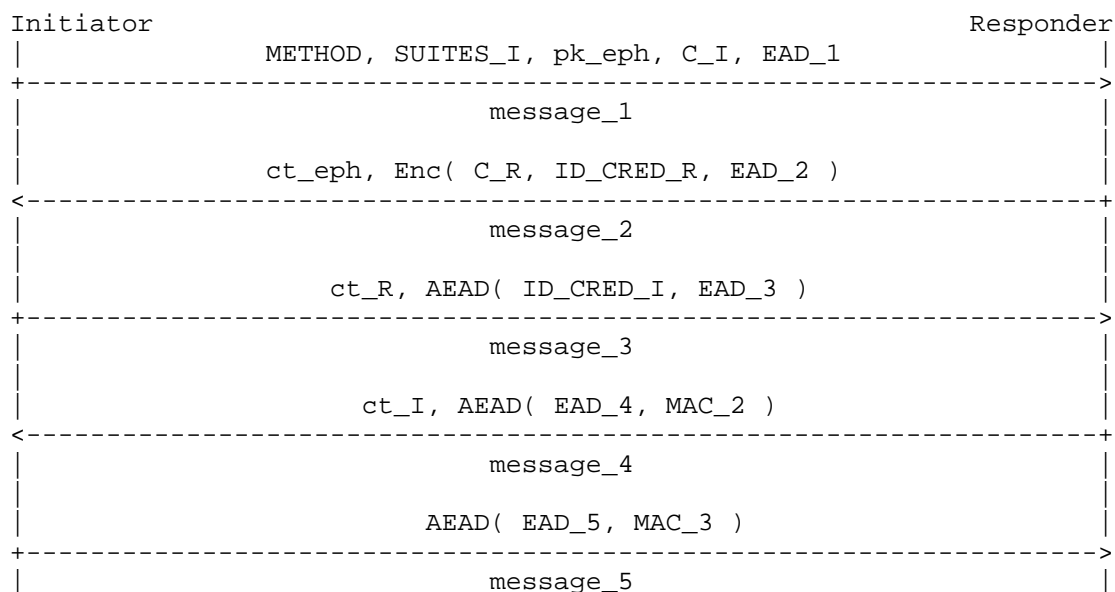 Initiator Responder
METHOD, SUITES_I, pk_eph, C_I, EAD_1
message_1
ct_eph, Enc( C_R, ID_CRED_R, EAD_2 )
message_2
ct_R, AEAD( ID_CRED_I, EAD_3 )
message_3
ct_I, AEAD( EAD_4, MAC_2 )
message_4
AEAD( EAD_5, MAC_3 )
message_5